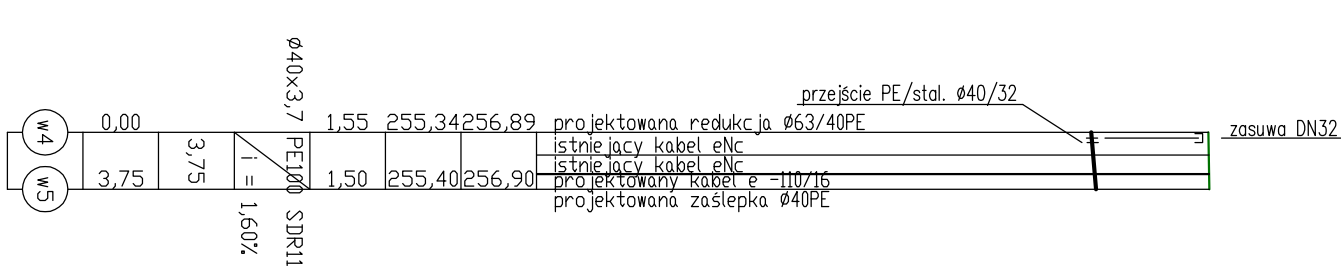 Ø40x3,7 PE100 SDR11
przejście PE/stal. Ø40/32
w4 0,00 1,55 255,34 256,89 projektowana redukcja Ø63/40PE
zasuwa DN32
istniejący kabel eNc
3,75
i = 1,60%
istniejący kabel eNc
w5 3,75 1,50 255,40 256,90 projektowany kabel e -110/16
projektowana zaślepka Ø40PE